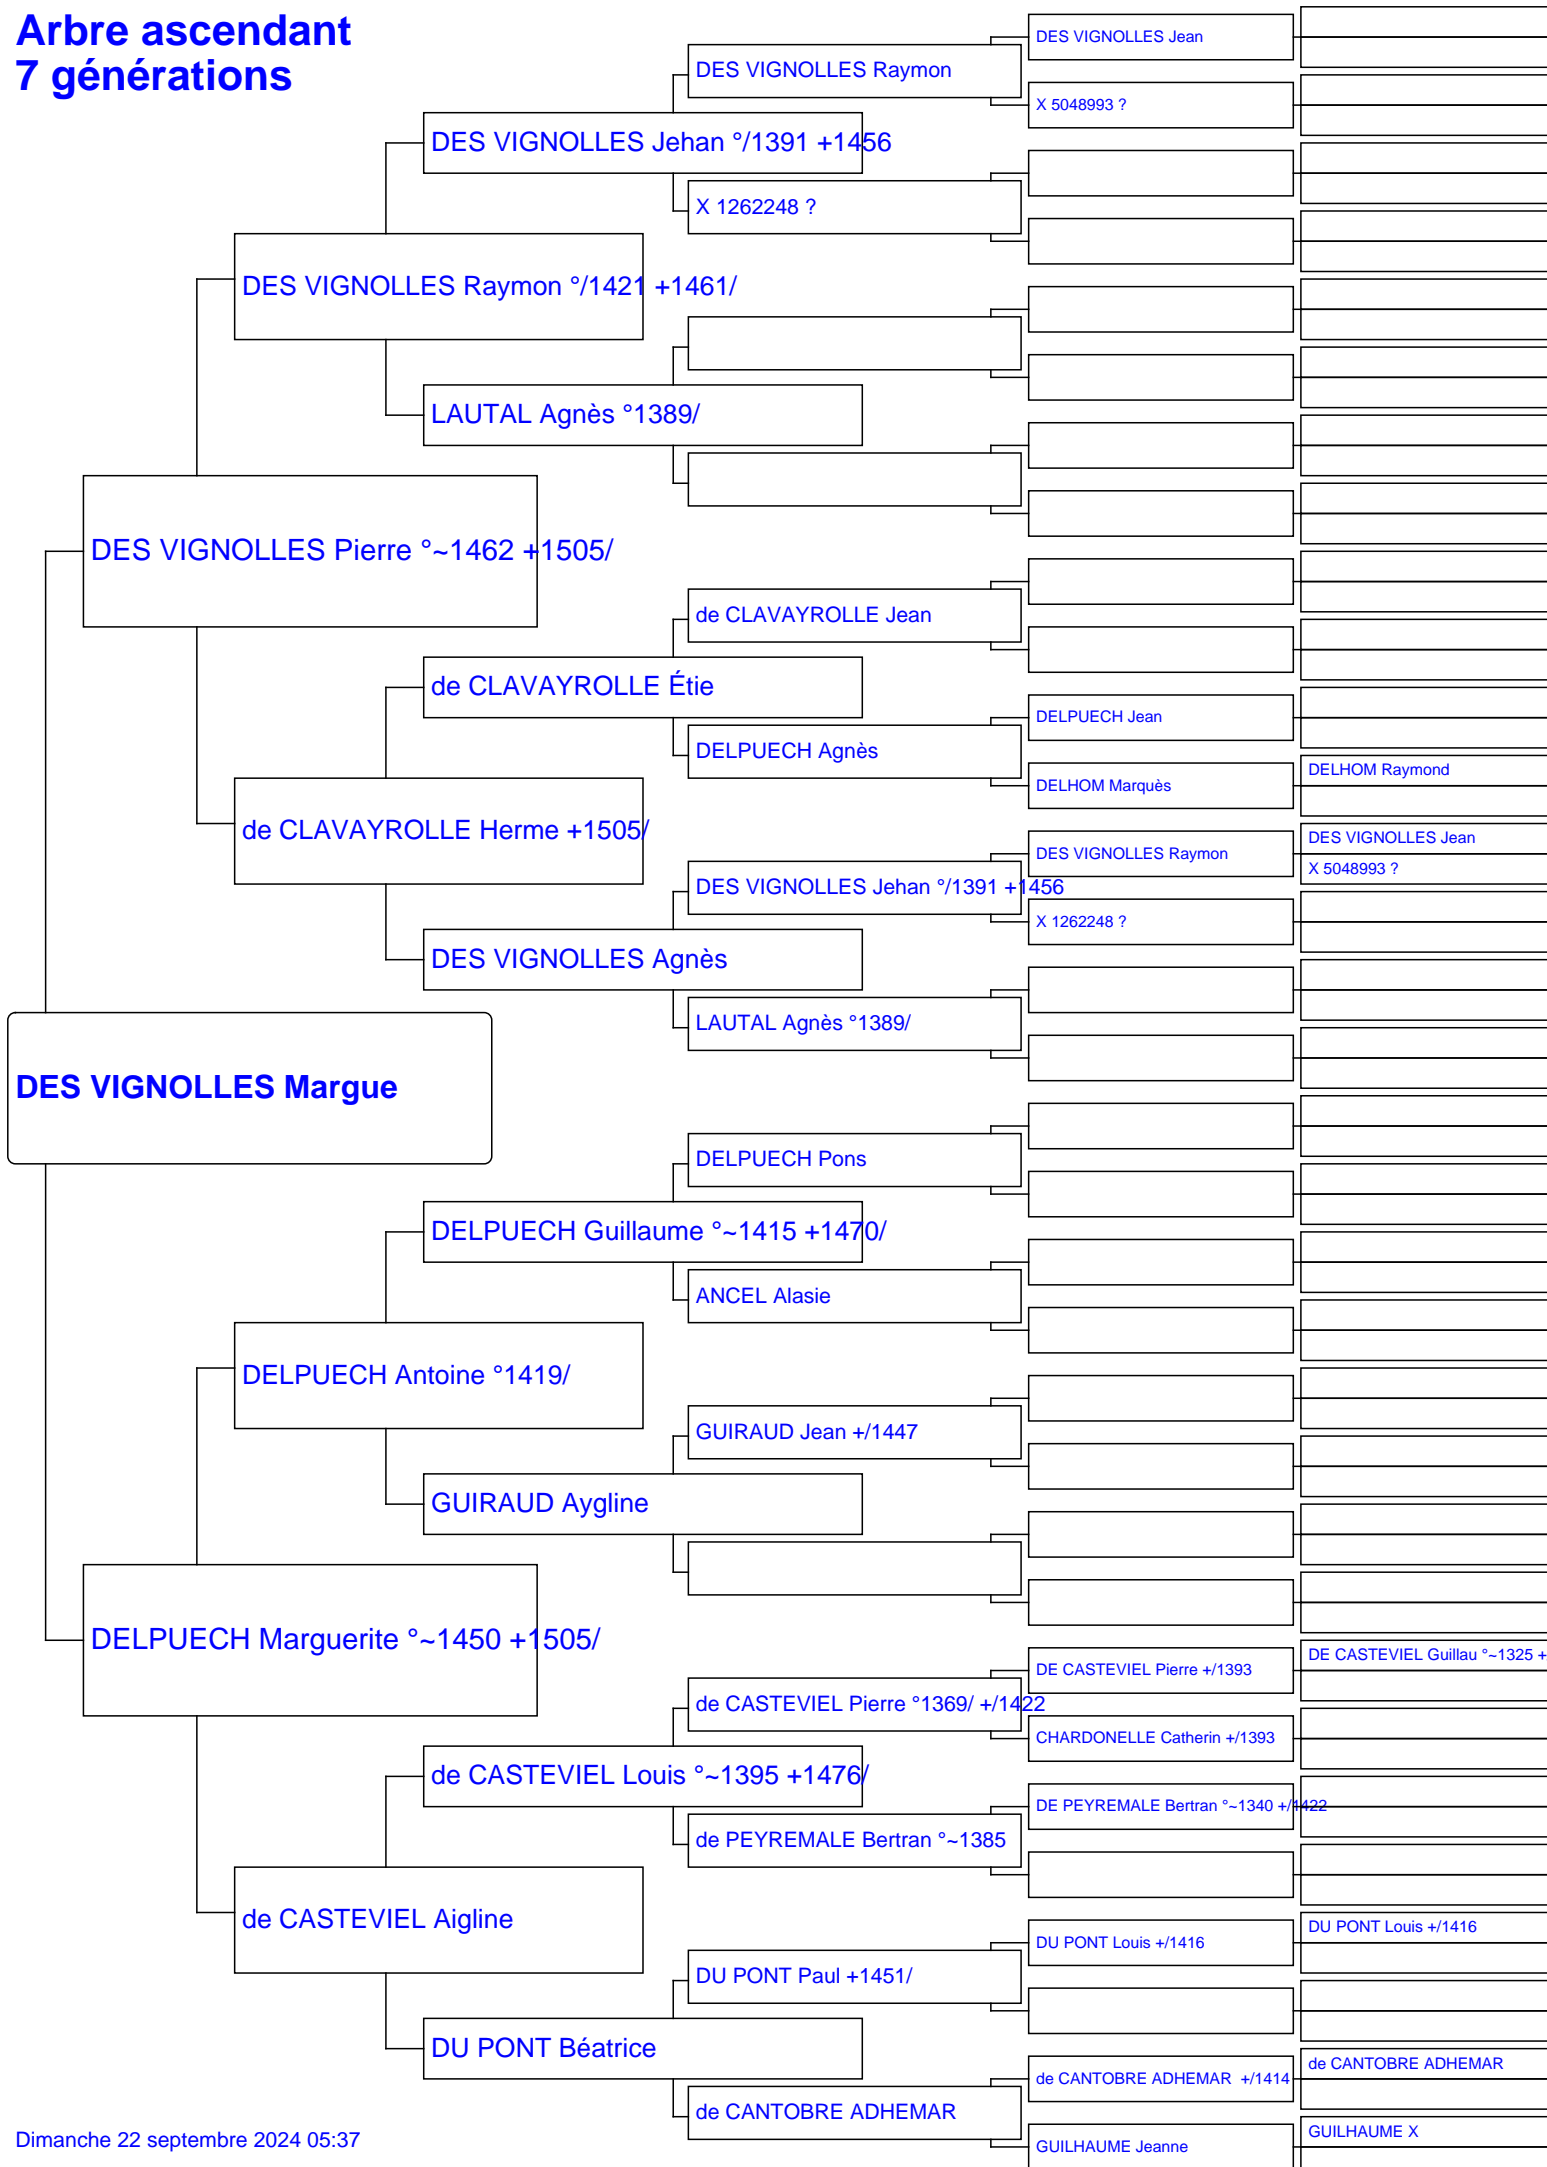 Arbre ascendant
7 générations
DES VIGNOLLES Jean
DES VIGNOLLES Raymon
X 5048993 ?
DES VIGNOLLES Jehan °/1391 +1456
X 1262248 ?
DES VIGNOLLES Raymon °/1421 +1461/
LAUTAL Agnès °1389/
DES VIGNOLLES Pierre °~1462 +1505/
de CLAVAYROLLE Jean
de CLAVAYROLLE Étie
DELPUECH Jean
DELPUECH Agnès
DELHOM Raymond
DELHOM Marquès
de CLAVAYROLLE Herme +1505/
DES VIGNOLLES Jean
DES VIGNOLLES Raymon
X 5048993 ?
DES VIGNOLLES Jehan °/1391 +1456
X 1262248 ?
DES VIGNOLLES Agnès
LAUTAL Agnès °1389/
DES VIGNOLLES Margue
DELPUECH Pons
DELPUECH Guillaume °~1415 +1470/
ANCEL Alasie
DELPUECH Antoine °1419/
GUIRAUD Jean +/1447
GUIRAUD Aygline
DELPUECH Marguerite °~1450 +1505/
DE CASTEVIEL Guillau °~1325 +
DE CASTEVIEL Pierre +/1393
de CASTEVIEL Pierre °1369/ +/1422
CHARDONELLE Catherin +/1393
de CASTEVIEL Louis °~1395 +1476/
DE PEYREMALE Bertran °~1340 +/1422
de PEYREMALE Bertran °~1385
de CASTEVIEL Aigline
DU PONT Louis +/1416
DU PONT Louis +/1416
DU PONT Paul +1451/
DU PONT Béatrice
de CANTOBRE ADHEMAR
de CANTOBRE ADHEMAR  +/1414
de CANTOBRE ADHEMAR
GUILHAUME X
GUILHAUME Jeanne
Dimanche 22 septembre 2024 05:37